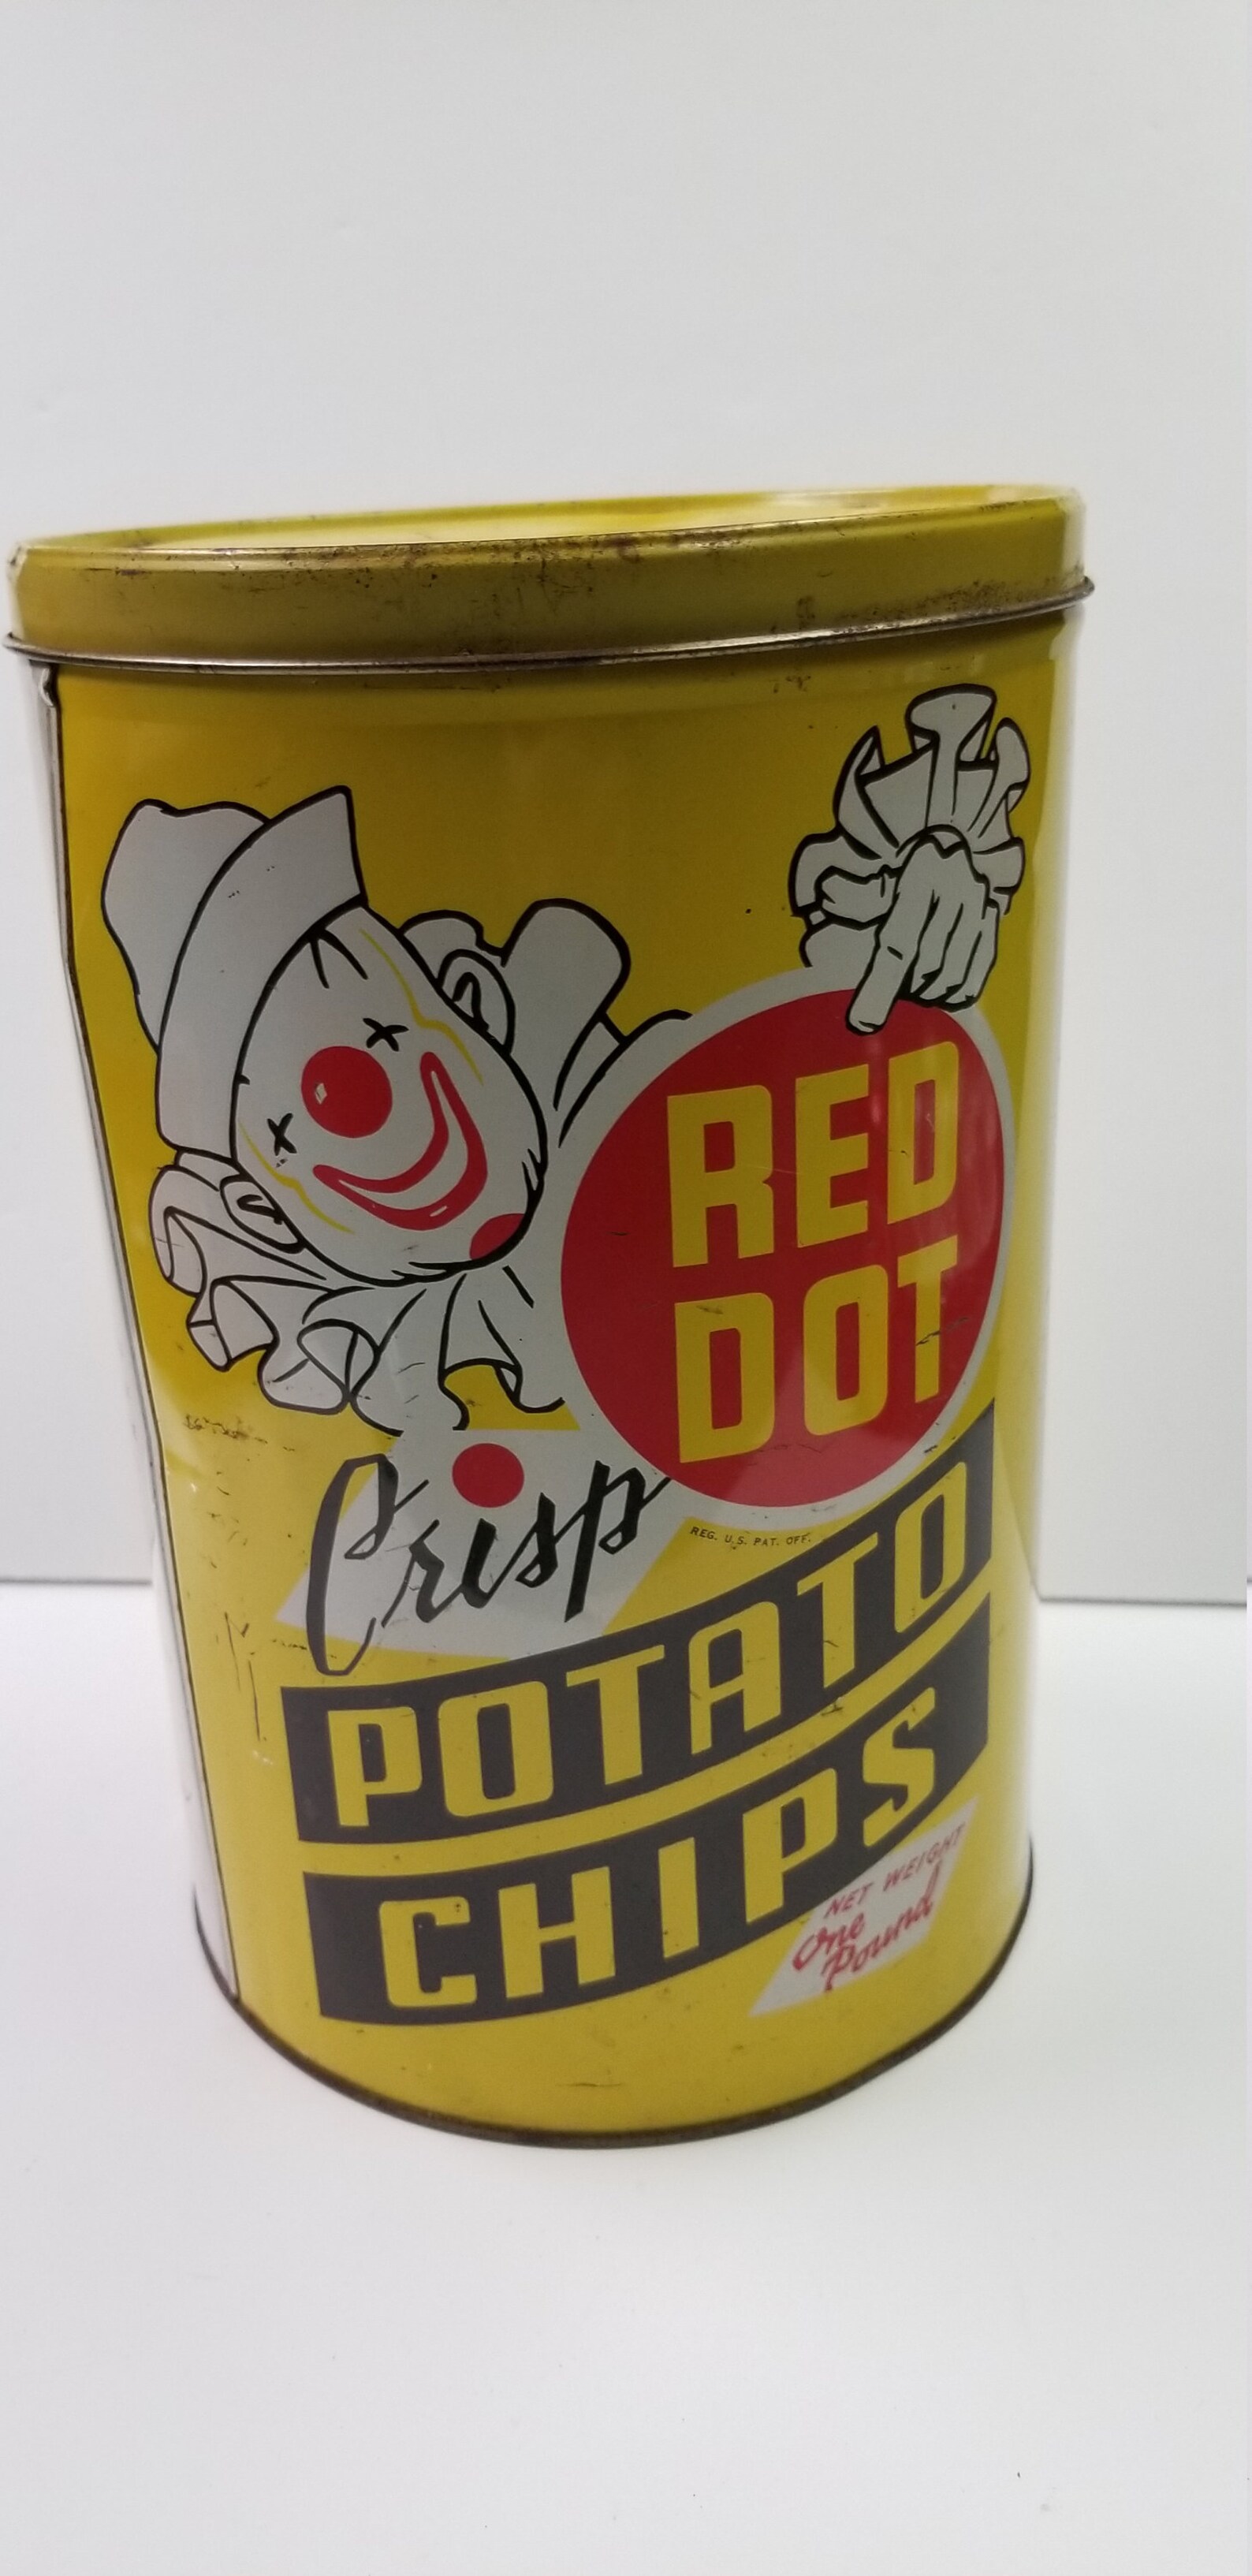 RED
DOT
Crisp
REG. U.S. PAT. OFF.
POTATO
CHIPS
NET WEIGHT
One
Pound